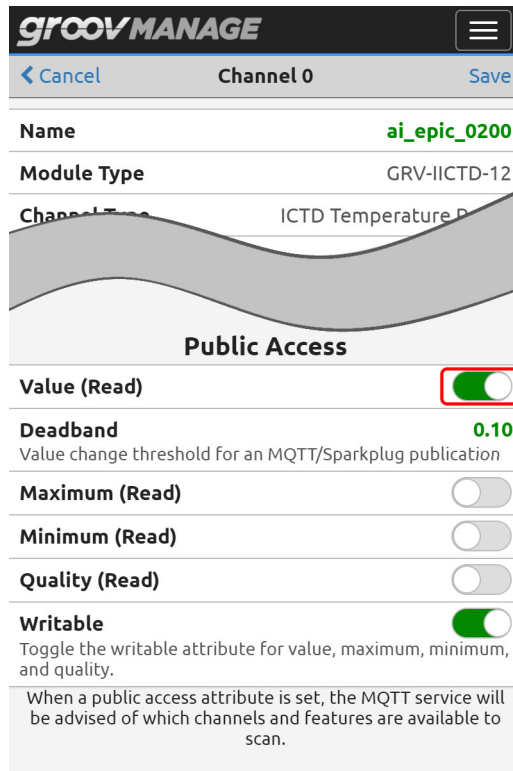 groov MANAGE
Cancel Channel 0 Save
Name ai_epic_0200
Module Type GRV-IICTD-12
Channel Type ICTD Temperature
Public Access
Value (Read)
Deadband 0.10
Value change threshold for an MQTT/Sparkplug publication
Maximum (Read)
Minimum (Read)
Quality (Read)
Writable
Toggle the writable attribute for value, maximum, minimum,
and quality.
When a public access attribute is set, the MQTT service will
be advised of which channels and features are available to
scan.